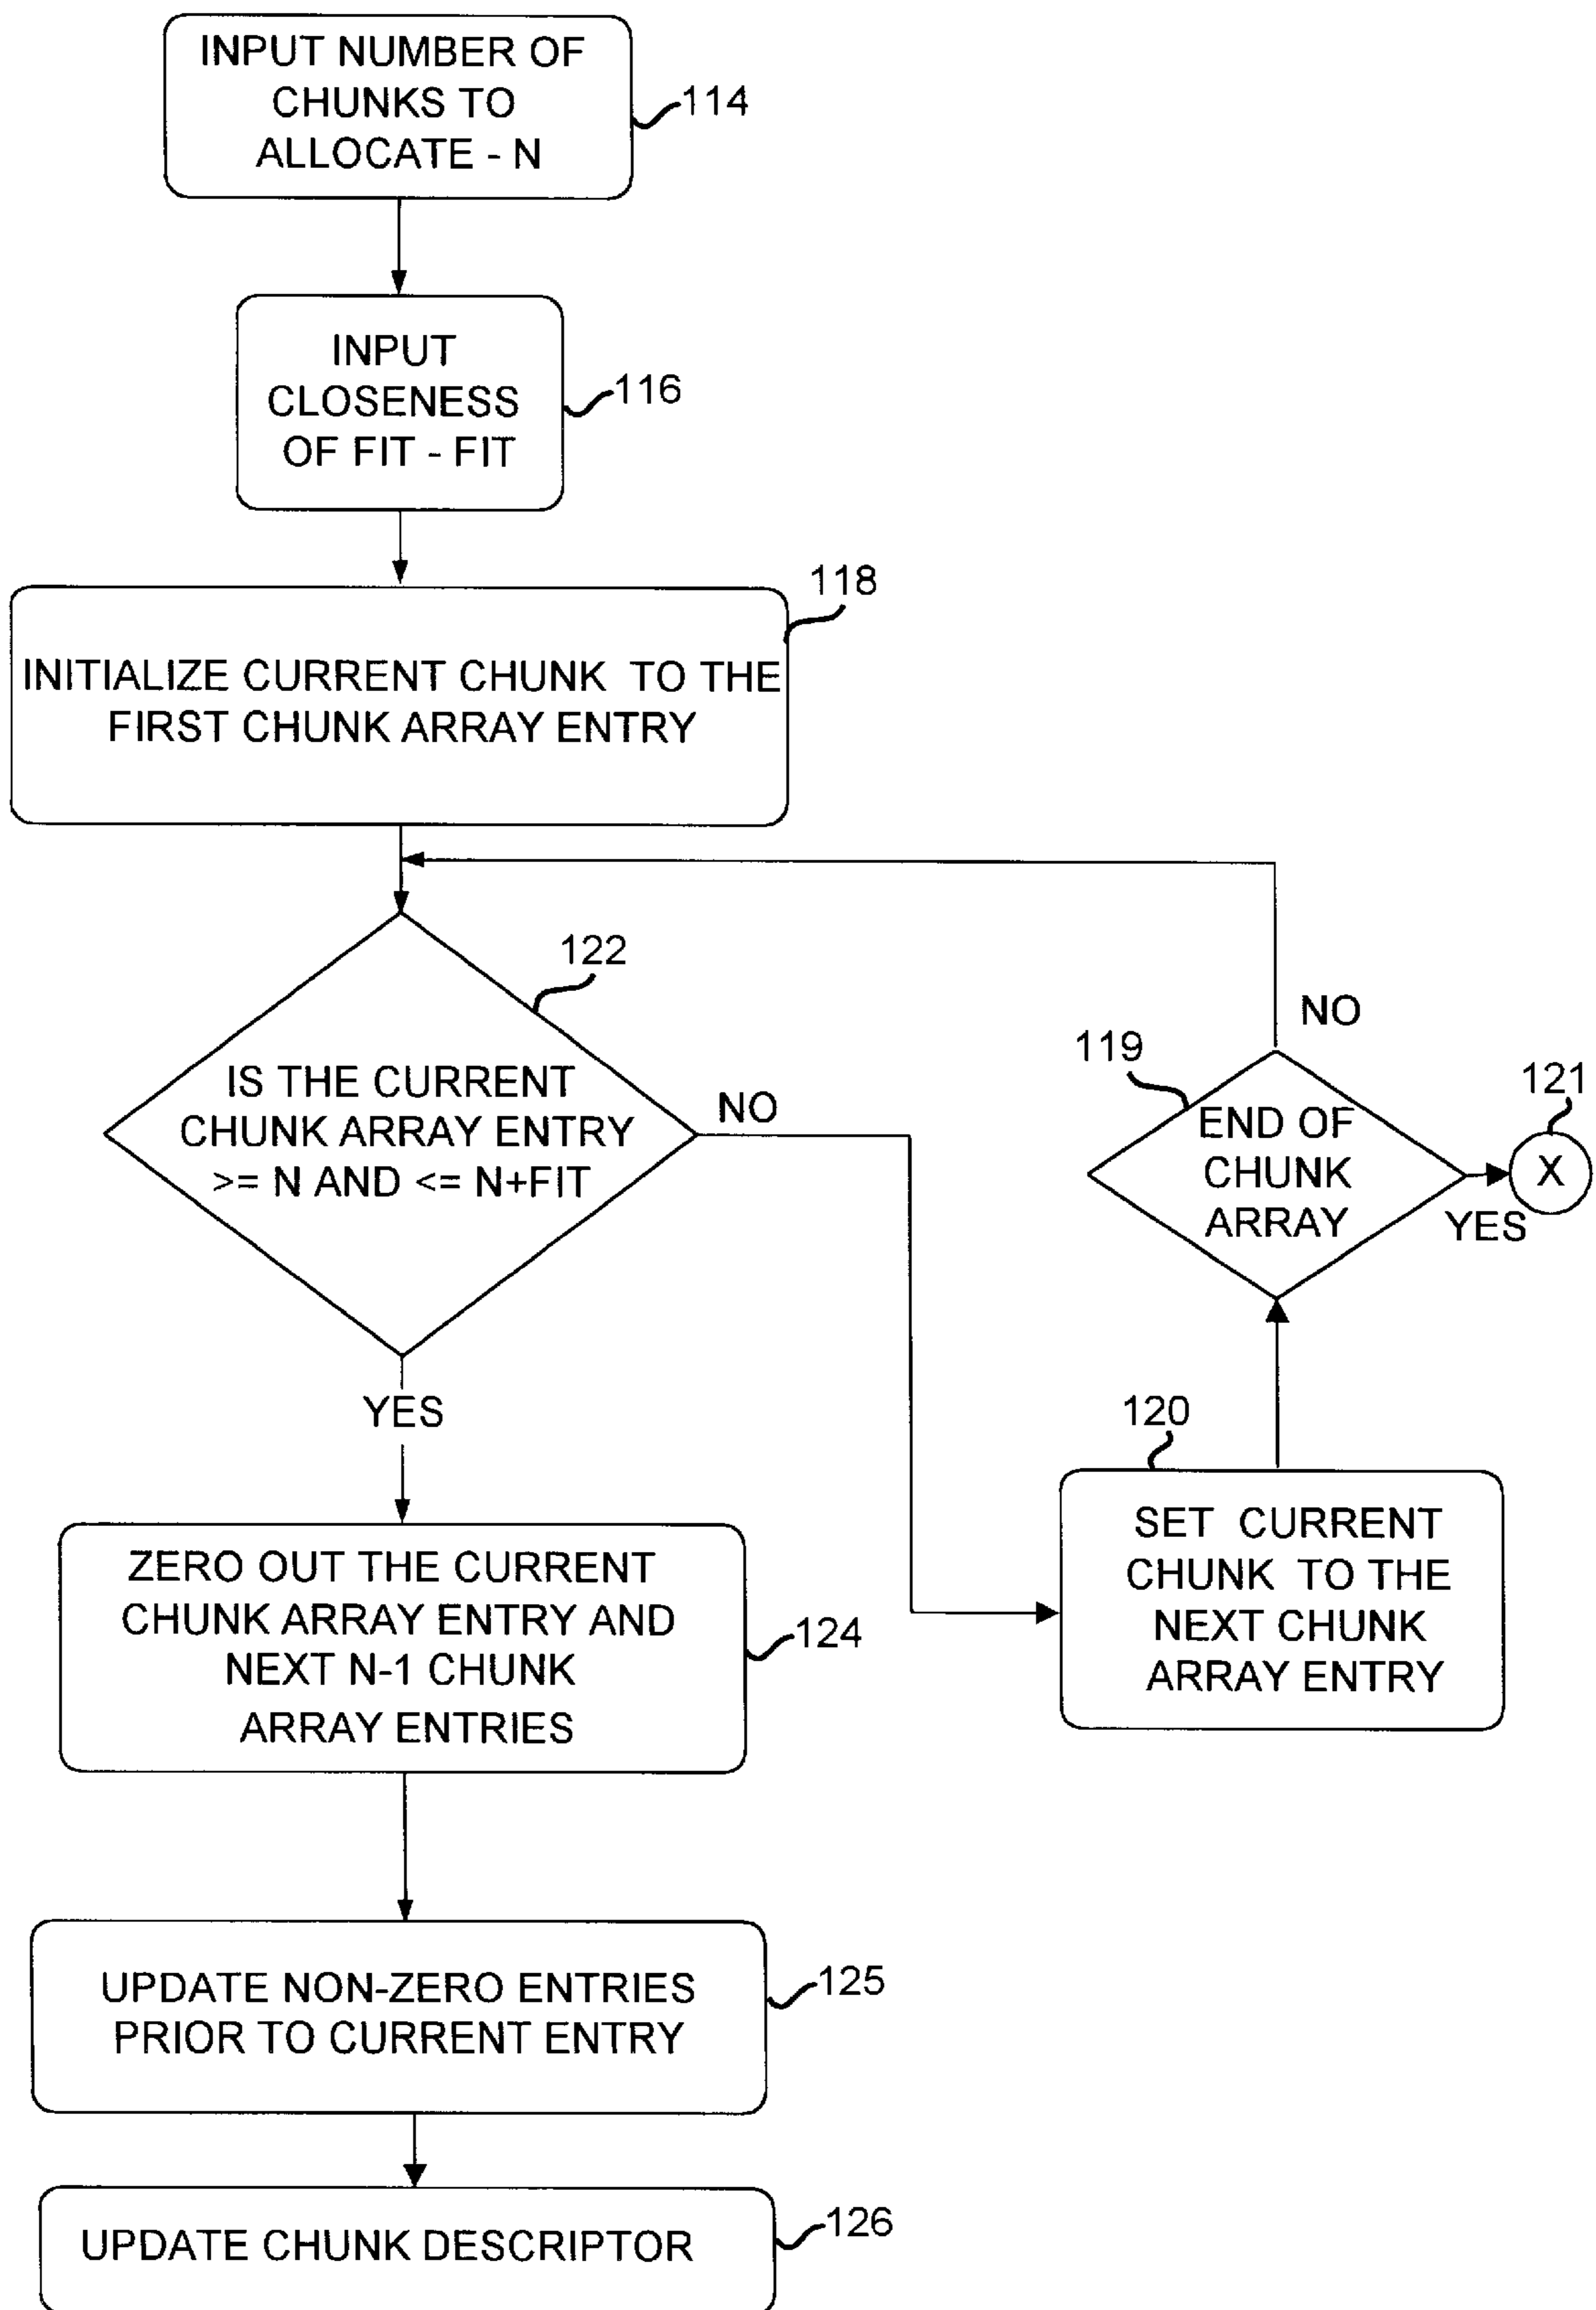 INPUT NUMBER OF
CHUNKS TO
ALLOCATE - N
114
INPUT
CLOSENESS
OF FIT - FIT
116
118
INITIALIZE CURRENT CHUNK TO THE
FIRST CHUNK ARRAY ENTRY
122
IS THE CURRENT
CHUNK ARRAY ENTRY
>= N AND <= N+FIT
NO
YES
NO
119
END OF
CHUNK
ARRAY
YES
121
X
120
SET CURRENT
CHUNK TO THE
NEXT CHUNK
ARRAY ENTRY
ZERO OUT THE CURRENT
CHUNK ARRAY ENTRY AND
NEXT N-1 CHUNK
ARRAY ENTRIES
124
UPDATE NON-ZERO ENTRIES
PRIOR TO CURRENT ENTRY
125
UPDATE CHUNK DESCRIPTOR
126